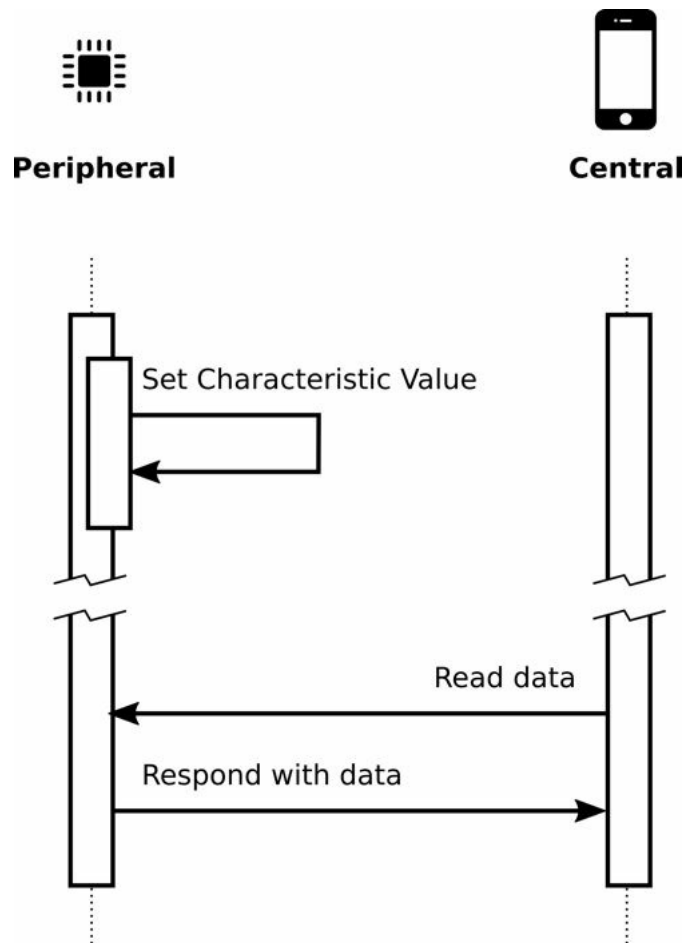 Peripheral
Central
Set Characteristic Value
Read data
Respond with data